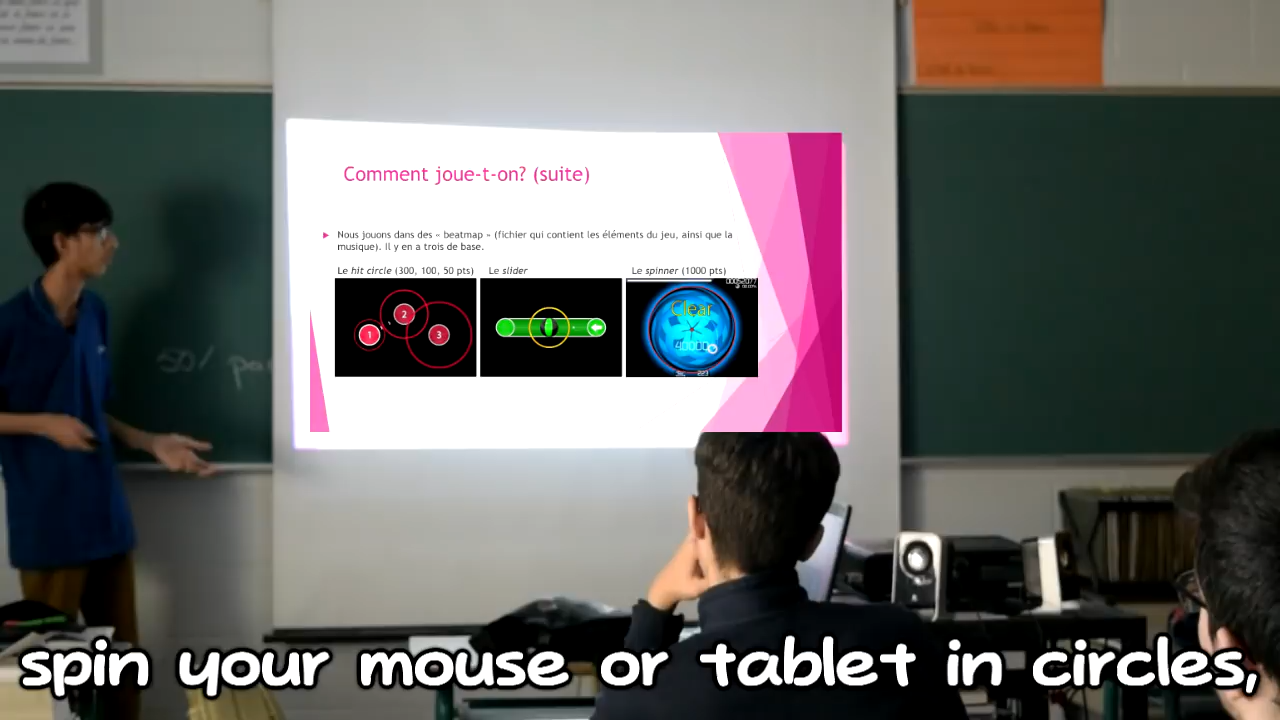 Comment joue-t-on? (suite)
Nous jouons dans des « beatmap » (fichier qui contient les éléments du jeu, ainsi que la
musique). Il y en a trois de base.
Le hit circle (300, 100, 50 pts) Le slider Le spinner (1000 pts)
1 2 3
Clear
40000
spin your mouse or tablet in circles,